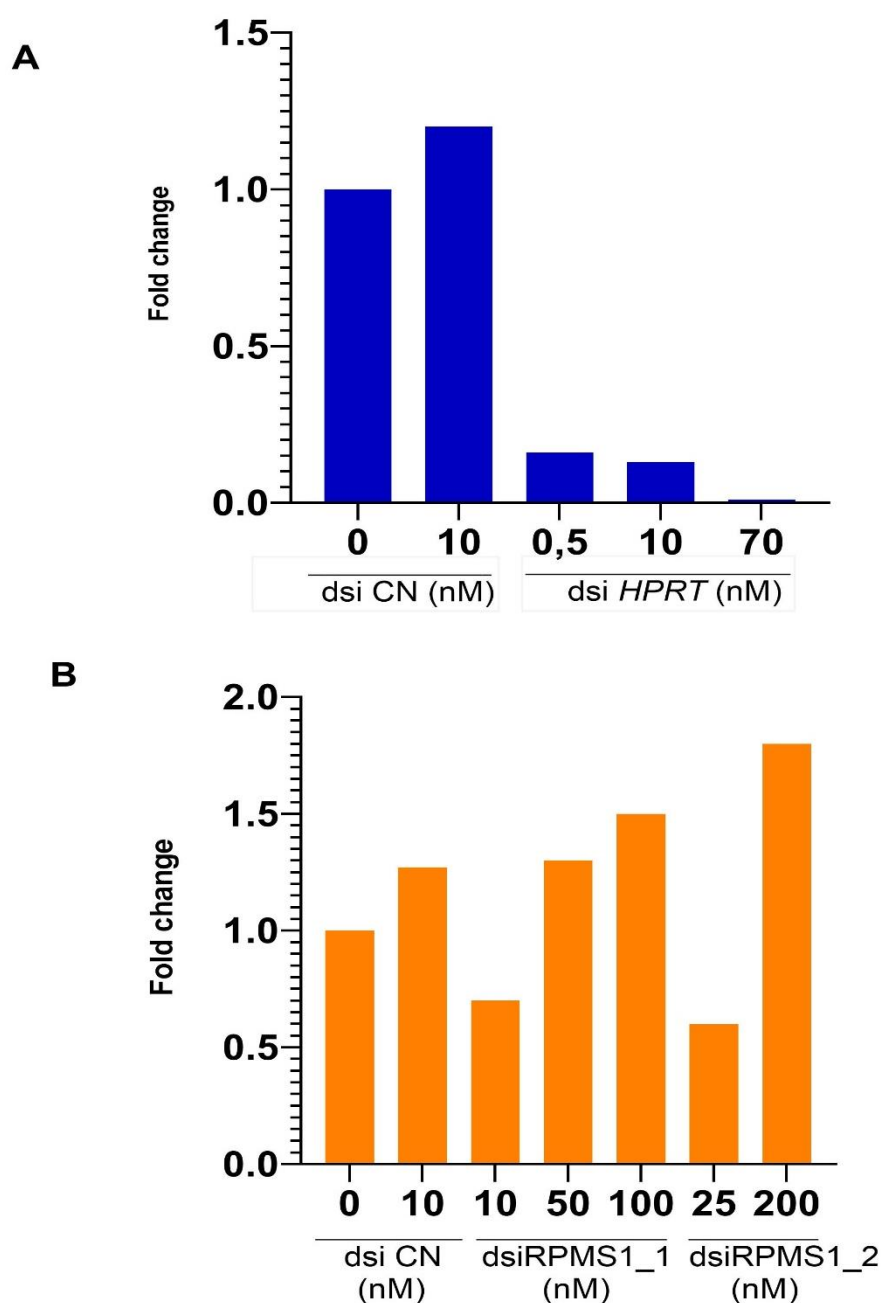 A
Fold change
1.5
1.0
0.5
0.0
0 10 0,5 10 70
dsi CN (nM) dsi HPRT (nM)
B
Fold change
2.0
1.5
1.0
0.5
0.0
0 10 10 50 100 25 200
dsi CN dsiRPMS1_1 dsiRPMS1_2
(nM) (nM) (nM)